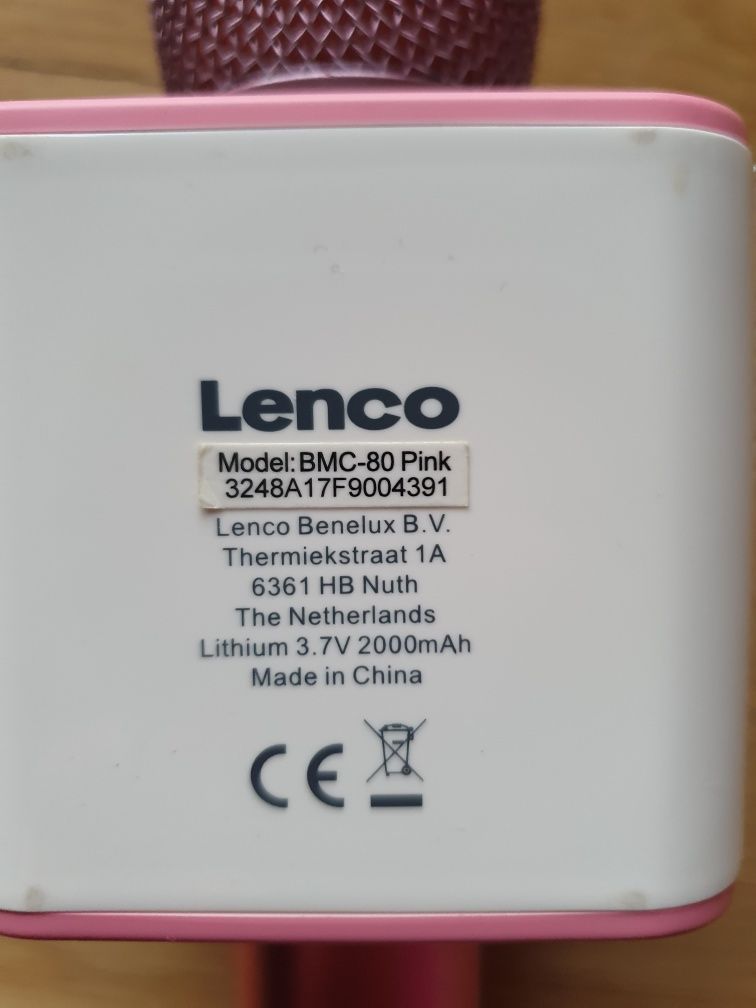 Lenco
Model:BMC-80 Pink
3248A17F9004391
Lenco Benelux B.V.
Thermiekstraat 1A
6361 HB Nuth
The Netherlands
Lithium 3.7V 2000mAh
Made in China
CE